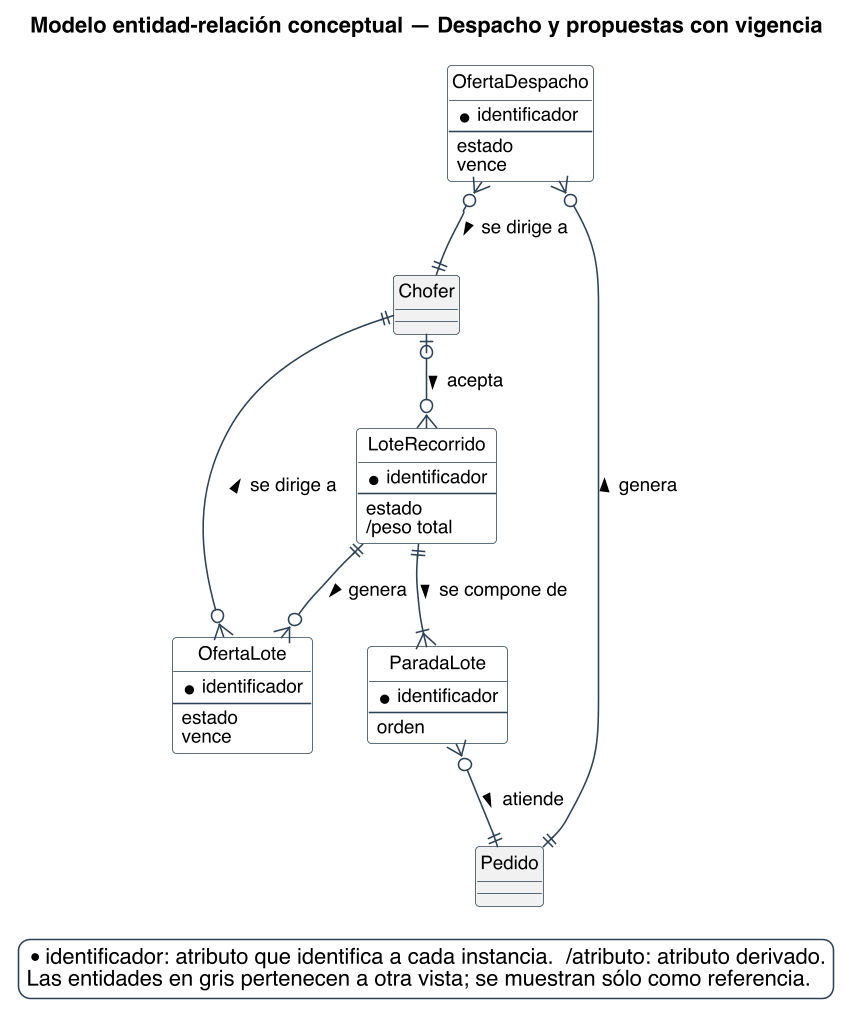 Modelo entidad-relación conceptual — Despacho y propuestas con vigencia
OfertaDespacho
● identificador
estado
vence
se dirige a
Chofer
acepta
LoteRecorrido
● identificador
estado
/peso total
se dirige a
genera
genera
se compone de
OfertaLote
● identificador
estado
vence
ParadaLote
● identificador
orden
atiende
Pedido
● identificador: atributo que identifica a cada instancia. /atributo: atributo derivado.
Las entidades en gris pertenecen a otra vista; se muestran sólo como referencia.